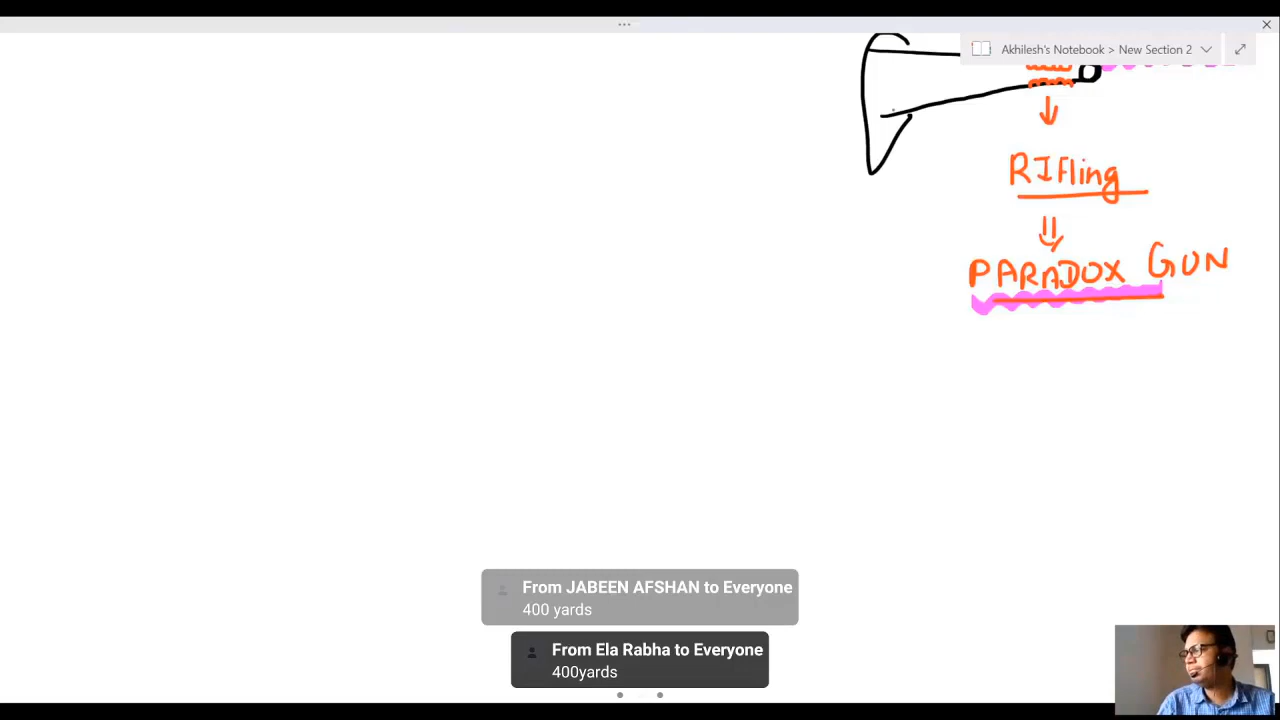 Akhilesh's Notebook > New Section 2
RIfling
PARADOX GUN
From JABEEN AFSHAN to Everyone
400 yards
From Ela Rabha to Everyone
400yards